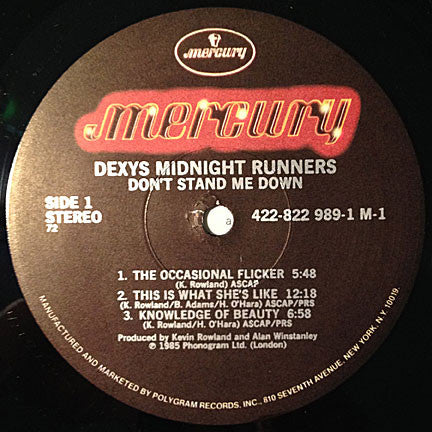 mercury
mercury
DEXYS MIDNIGHT RUNNERS
DON'T STAND ME DOWN
SIDE 1
STEREO
72
a
422-822 989-1 M-1
1. THE OCCASIONAL FLICKER 5:48
(K. Rowland) ASCAP
2. THIS IS WHAT SHE'S LIKE 12:18
(K. Rowland/B. Adams/H. O'Hara) ASCAP/PRS
3. KNOWLEDGE OF BEAUTY 6:58
(K. Rowland/H. O'Hara) ASCAP/PRS
Produced by Kevin Rowland and Alan Winstanley
℗ 1985 Phonogram Ltd. (London)
MANUFACTURED AND MARKETED BY POLYGRAM RECORDS, INC., 810 SEVENTH AVENUE, NEW YORK, N.Y. 10019.